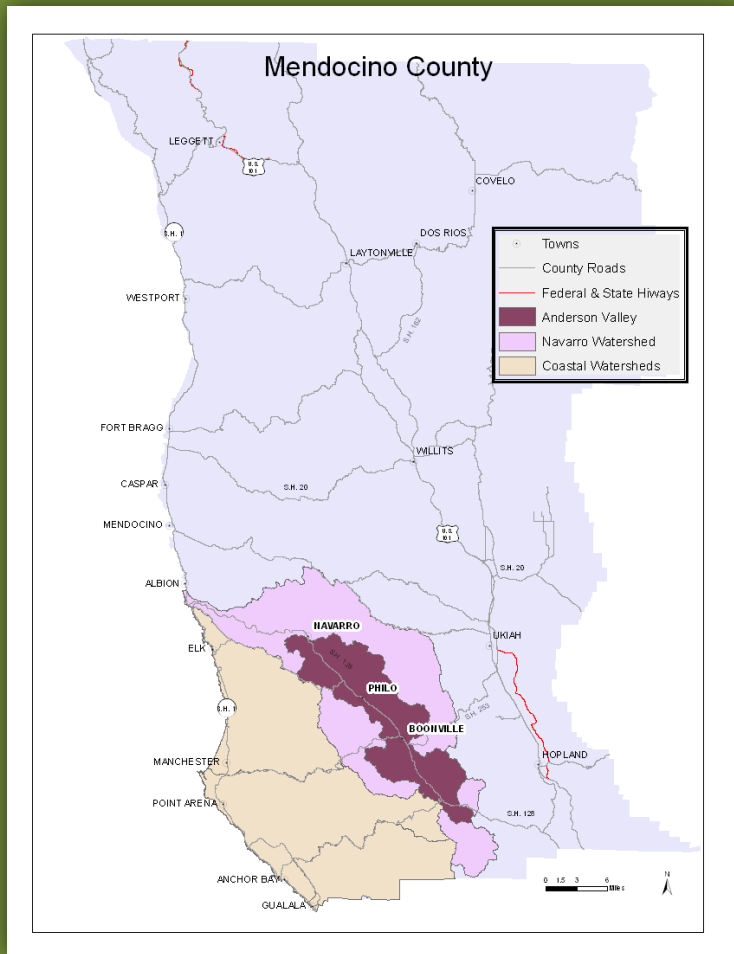 Mendocino County
LEGGETT
U.S.
101
COVELO
S.H. 1
DOS RIOS
LAYTONVILLE
Towns
County Roads
Federal & State Hiways
Anderson Valley
Navarro Watershed
Coastal Watersheds
WESTPORT
S.H. 162
FORT BRAGG
WILLITS
CASPAR
S.H. 20
MENDOCINO
U.S.
101
S.H. 20
ALBION
NAVARRO
UKIAH
ELK
S.H. 128
PHILO
S.H. 1
S.H. 253
BOONVILLE
MANCHESTER
HOPLAND
POINT ARENA
S.H. 128
ANCHOR BAY
N
0 1.5 3 6
Miles
GUALALA